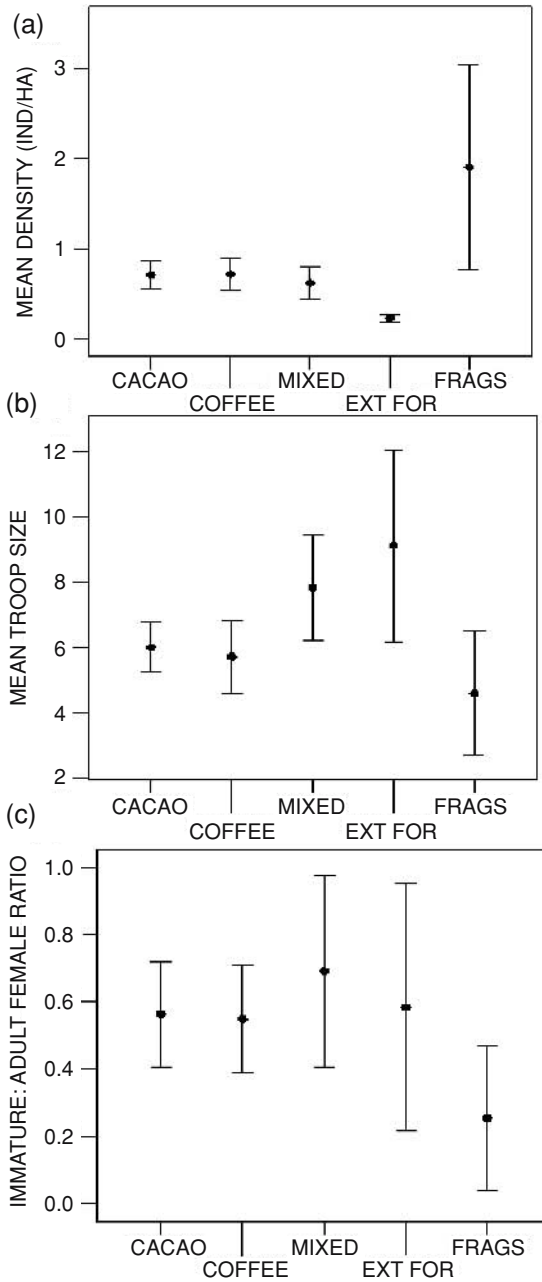 (a)
MEAN DENSITY (IND/HA)
3
2
1
0
CACAO
COFFEE
MIXED
EXT FOR
FRAGS
(b)
MEAN TROOP SIZE
12
10
8
6
4
2
CACAO
COFFEE
MIXED
EXT FOR
FRAGS
(c)
IMMATURE: ADULT FEMALE RATIO
1.0
0.8
0.6
0.4
0.2
0.0
CACAO
COFFEE
MIXED
EXT FOR
FRAGS